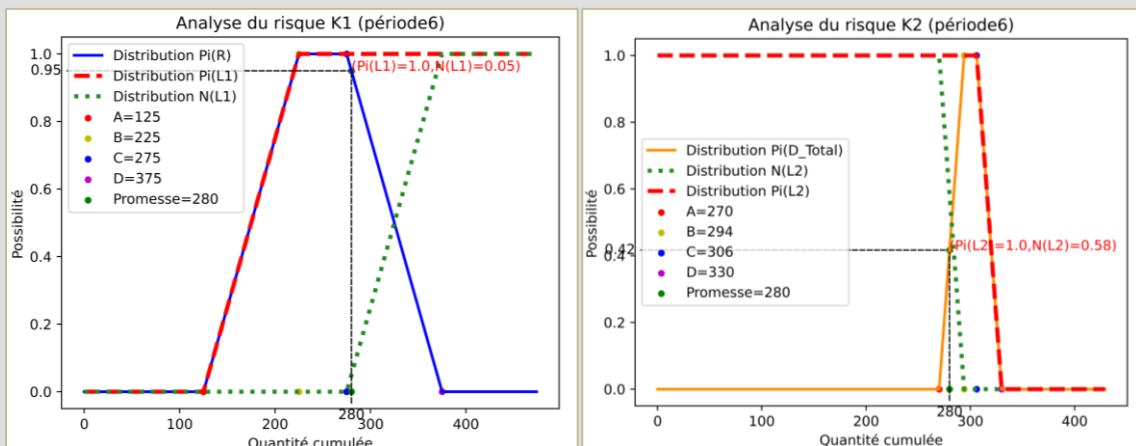 Analyse du risque K1 (période6)
1.0
0.95
0.8
0.6
0.4
0.2
0.0
Possibilité
Distribution Pi(R)
Distribution Pi(L1)
Distribution N(L1)
A=125
B=225
C=275
D=375
Promesse=280
(Pi(L1)=1.0,N(L1)=0.05)
0
100
200
280
300
400
Quantité cumulée
Analyse du risque K2 (période6)
1.0
0.8
0.6
0.42
0.4
0.2
0.0
Possibilité
Distribution Pi(D_Total)
Distribution N(L2)
Distribution Pi(L2)
A=270
B=294
C=306
D=330
Promesse=280
(Pi(L2)=1.0,N(L2)=0.58)
0
100
200
280
300
400
Quantité cumulée